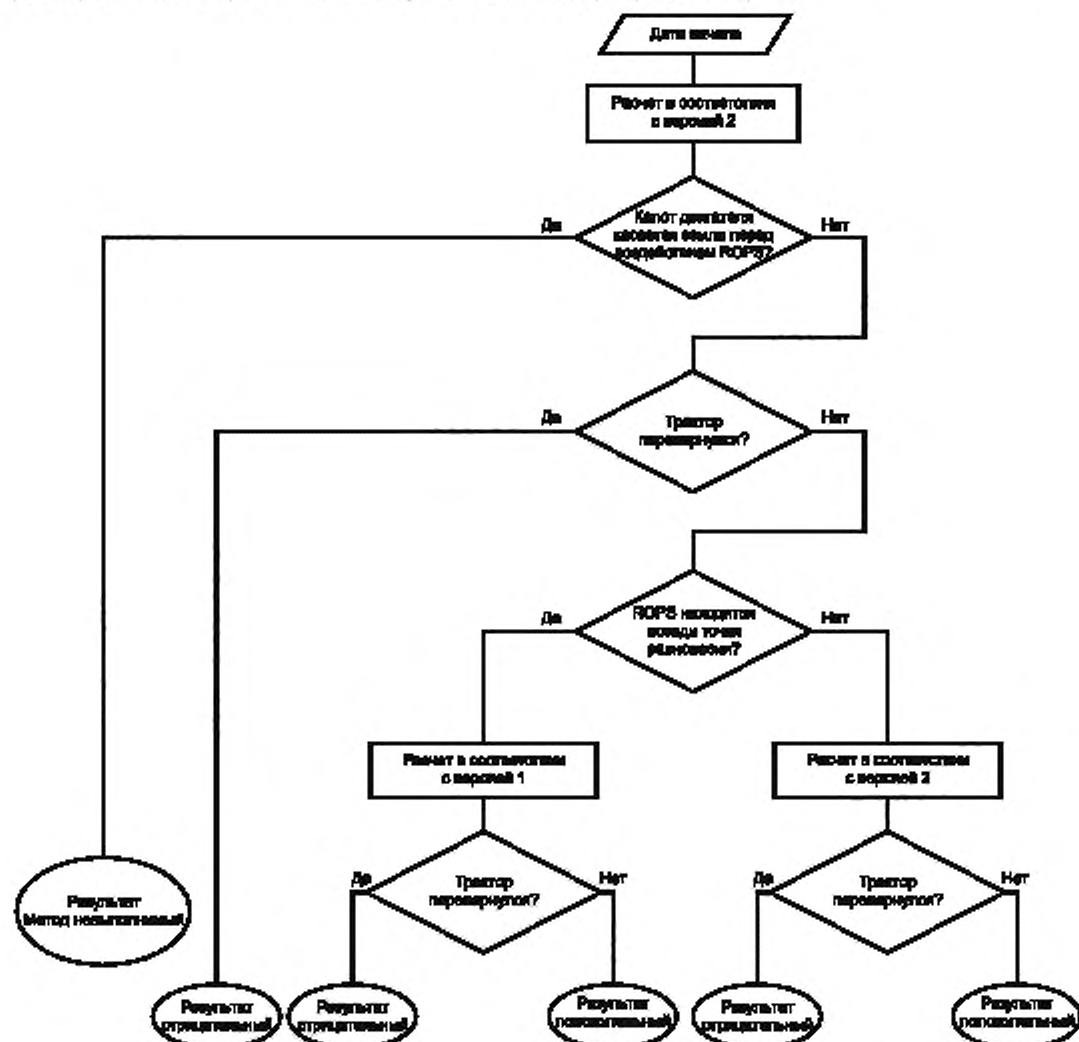 Дата начала
Расчет в соответствии
с версией 2
Капот двигателя
касается земли перед
воздействием ROPS?
Да
Нет
Трактор
перевернулся?
Да
Нет
ROPS находится
позади точки
равновесия?
Да
Нет
Расчет в соответствии
с версией 1
Расчет в соответствии
с версией 3
Трактор
перевернулся?
Да
Нет
Трактор
перевернулся?
Да
Нет
Результат
Метод невыполнимый
Результат
отрицательный
Результат
отрицательный
Результат
положительный
Результат
отрицательный
Результат
положительный